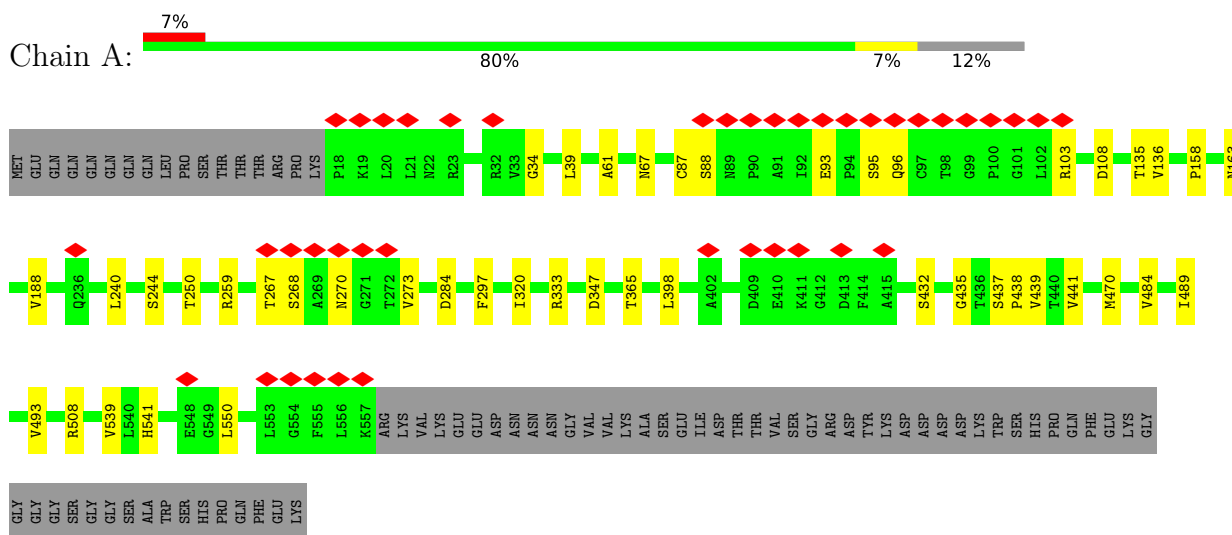 7%
Chain A:
80% 7% 12%
MET GLU GLN GLN GLN GLN GLN GLN LEU PRO SER THR THR THR ARG PRO LYS P18 K19 L20 L21 N22 R23 R32 V33 G34 L39 A61 N67 C87 S88 N89 P90 A91 I92 E93 P94 S95 Q96 C97 T98 G99 P100 G101 L102 R103 D108 T135 V136 P158
V188 Q236 L240 S244 T250 R259 T267 S268 A269 N270 G271 T272 V273 D284 F297 I320 R333 D347 T365 L398 A402 D409 E410 K411 G412 D413 F414 A415 S432 G435 T436 S437 P438 V439 T440 V441 M470 V484 I489
V493 R508 V539 L540 H541 E548 G549 L550 L553 G554 F555 L556 K557 ARG LYS VAL LYS GLU GLU ASP ASN ASN ASN GLY VAL VAL LYS ALA SER GLU ILE ASP THR THR VAL SER GLY ARG ASP TYR LYS ASP ASP ASP ASP LYS TRP SER HIS PRO GLN PHE GLU LYS GLY
GLY GLY GLY SER GLY GLY SER ALA TRP SER HIS PRO GLN PHE GLU LYS